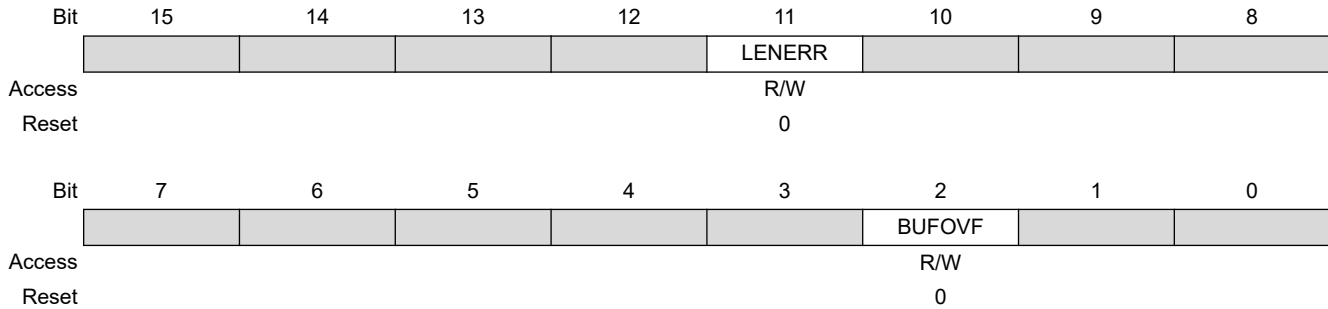 Bit 15 14 13 12 11 10 9 8
LENERR
Access R/W
Reset 0
Bit 7 6 5 4 3 2 1 0
BUFOVF
Access R/W
Reset 0